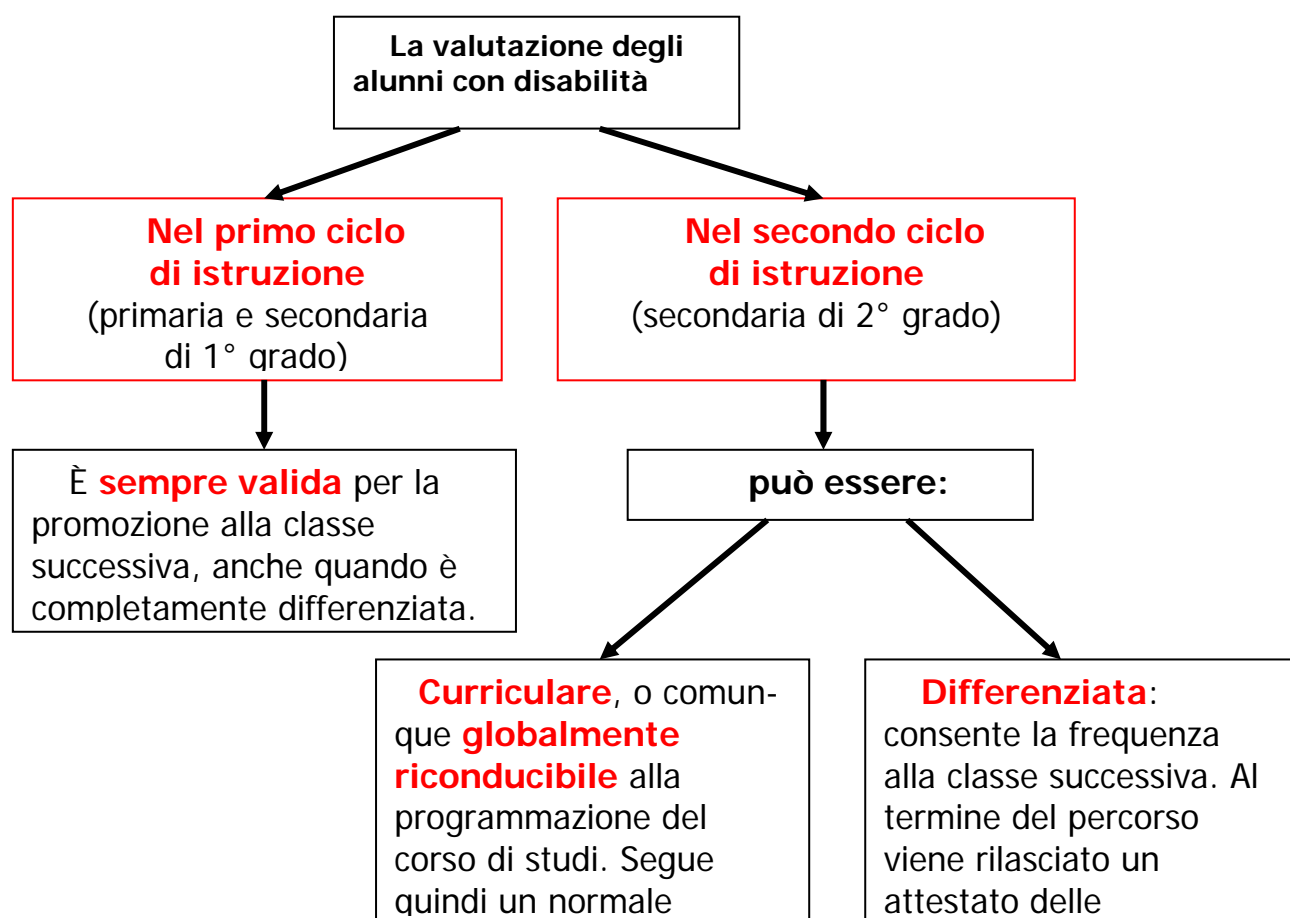 La valutazione degli
alunni con disabilità
Nel primo ciclo
di istruzione
(primaria e secondaria
di 1° grado)
Nel secondo ciclo
di istruzione
(secondaria di 2° grado)
È sempre valida per la
promozione alla classe
successiva, anche quando è
completamente differenziata.
può essere:
Curriculare, o comun-
que globalmente
riconducibile alla
programmazione del
corso di studi. Segue
quindi un normale
Differenziata:
consente la frequenza
alla classe successiva. Al
termine del percorso
viene rilasciato un
attestato delle